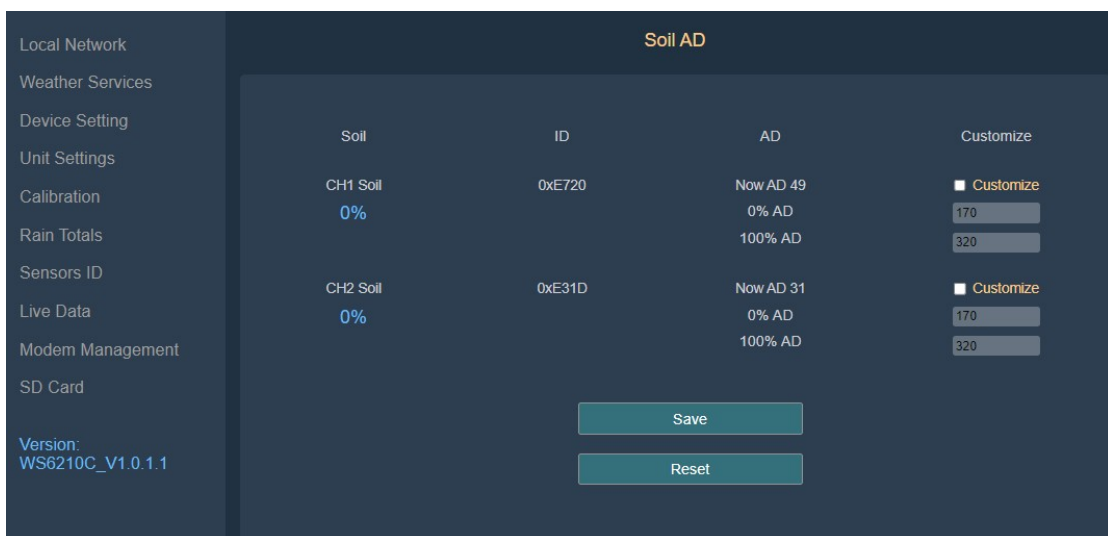 Local Network
Weather Services
Device Setting
Unit Settings
Calibration
Rain Totals
Sensors ID
Live Data
Modem Management
SD Card
Version:
WS6210C_V1.0.1.1
Soil AD
Soil ID AD Customize
CH1 Soil 0xE720 Now AD 49 Customize
0% 0% AD 170
100% AD 320
CH2 Soil 0xE31D Now AD 31 Customize
0% 0% AD 170
100% AD 320
Save
Reset